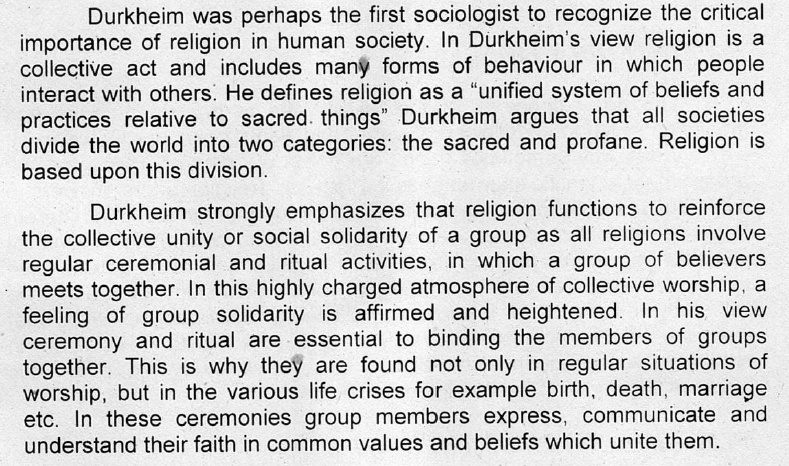 Durkheim was perhaps the first sociologist to recognize the critical
importance of religion in human society. In Durkheim's view religion is a
collective act and includes many forms of behaviour in which people
interact with others. He defines religion as a "unified system of beliefs and
practices relative to sacred things" Durkheim argues that all societies
divide the world into two categories: the sacred and profane. Religion is
based upon this division.
Durkheim strongly emphasizes that religion functions to reinforce
the collective unity or social solidarity of a group as all religions involve
regular ceremonial and ritual activities, in which a group of believers
meets together. In this highly charged atmosphere of collective worship, a
feeling of group solidarity is affirmed and heightened. In his view
ceremony and ritual are essential to binding the members of groups
together. This is why they are found not only in regular situations of
worship, but in the various life crises for example birth, death, marriage
etc. In these ceremonies group members express, communicate and
understand their faith in common values and beliefs which unite them.